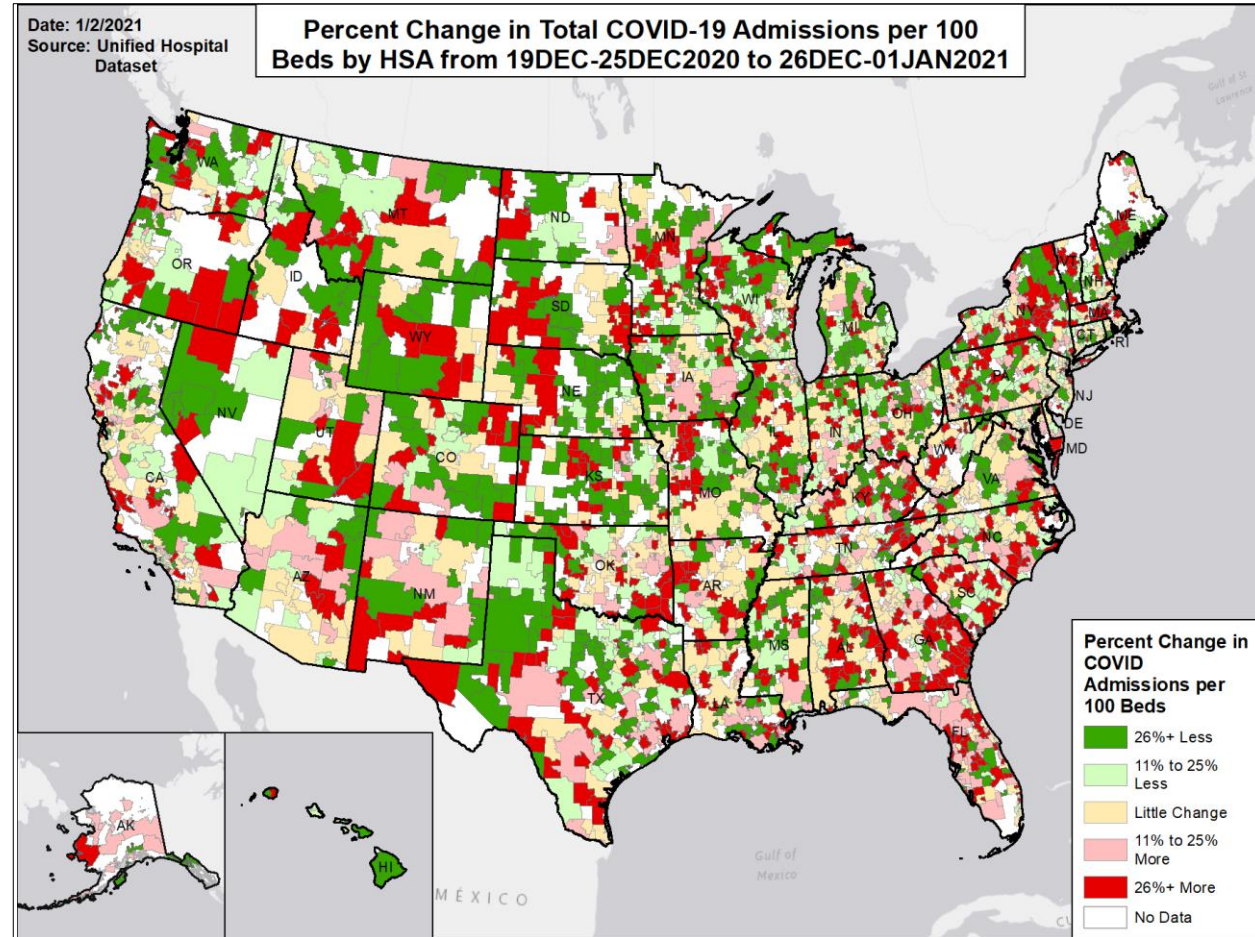 Date: 1/2/2021
Source: Unified Hospital
Dataset
Percent Change in Total COVID-19 Admissions per 100
Beds by HSA from 19DEC-25DEC2020 to 26DEC-01JAN2021
Gulf of St.
Lawrence
WA
MT
ND
MN
ME
OR
ID
SD
WI
MI
VT
NH
NY
MA
CT
RI
WY
IA
NE
PA
NJ
NV
UT
CO
IN
OH
DE
MD
CA
KS
MO
WV
KY
VA
AZ
NM
OK
AR
TN
NC
SC
TX
LA
MS
AL
GA
FL
AK
HI
MÉXICO
Gulf of
Mexico
Percent Change in
COVID
Admissions per
100 Beds
26%+ Less
11% to 25%
Less
Little Change
11% to 25%
More
26%+ More
No Data